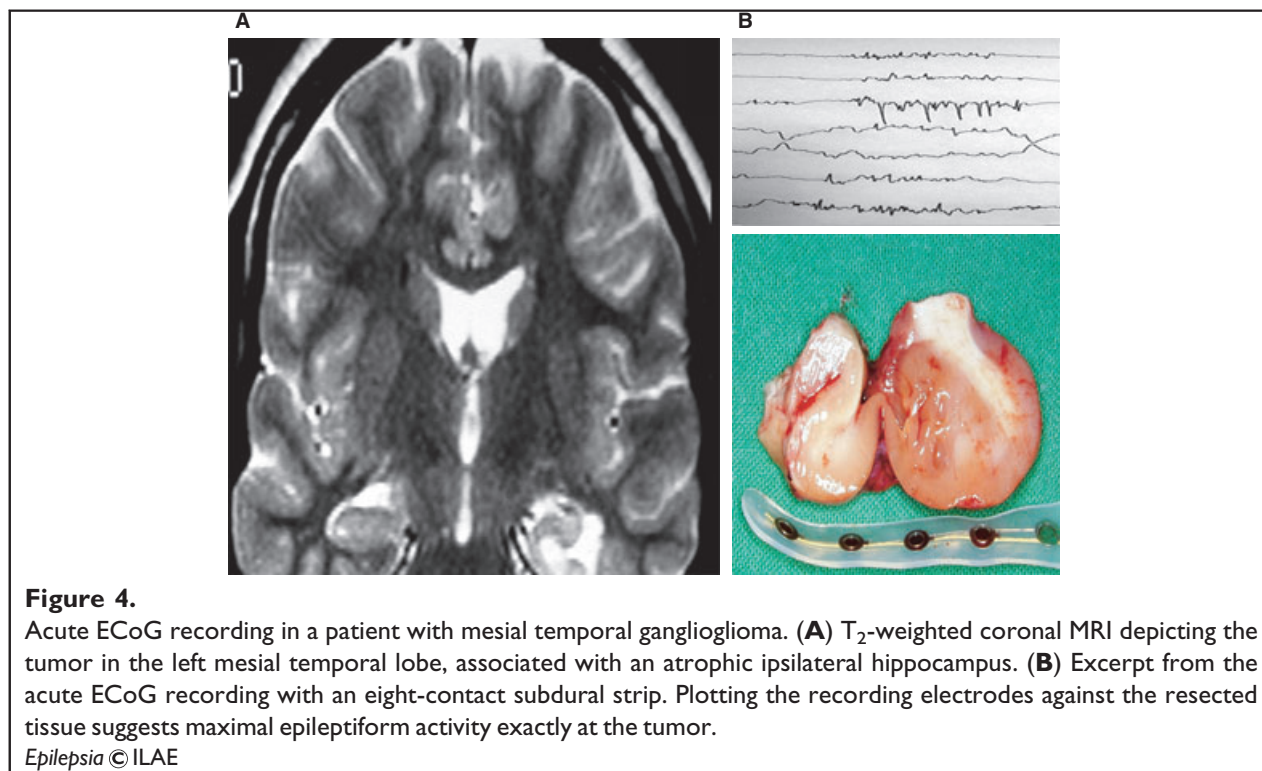 A
B
Figure 4.
Acute ECoG recording in a patient with mesial temporal ganglioglioma. (A) T₂-weighted coronal MRI depicting the
tumor in the left mesial temporal lobe, associated with an atrophic ipsilateral hippocampus. (B) Excerpt from the
acute ECoG recording with an eight-contact subdural strip. Plotting the recording electrodes against the resected
tissue suggests maximal epileptiform activity exactly at the tumor.
Epilepsia © ILAE